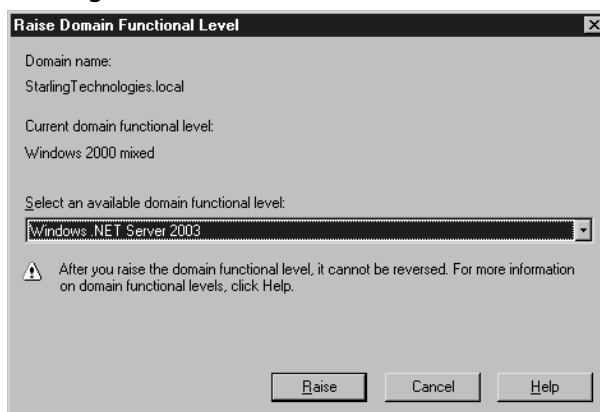 Raise Domain Functional Level
Domain name:
StarlingTechnologies.local
Current domain functional level:
Windows 2000 mixed
Select an available domain functional level:
Windows .NET Server 2003
After you raise the domain functional level, it cannot be reversed. For more information
on domain functional levels, click Help.
Raise Cancel Help